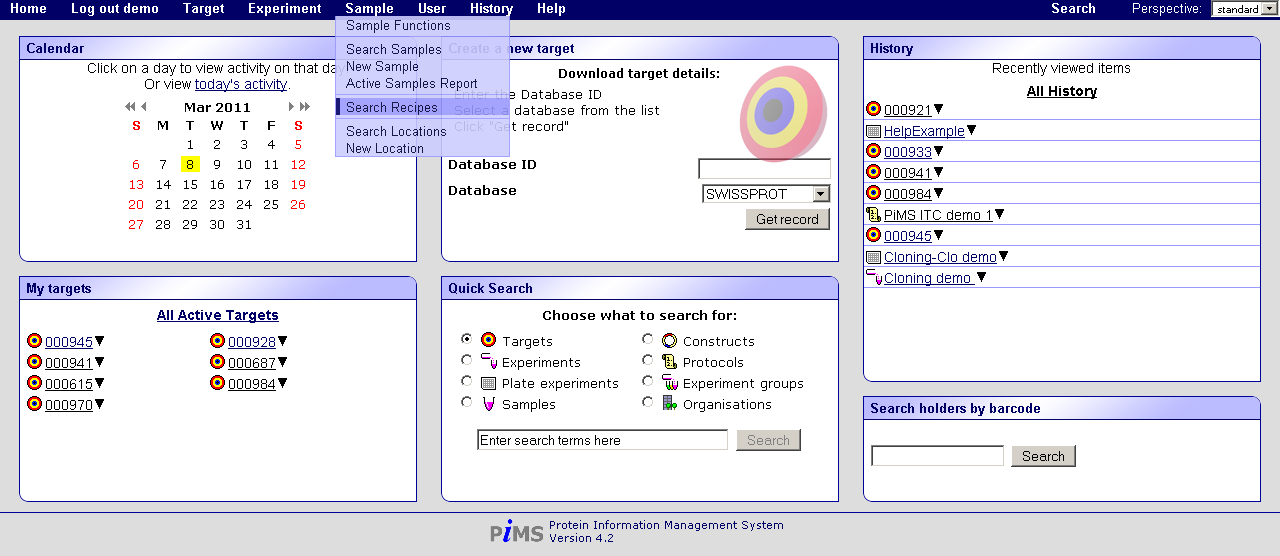 Home Log out demo Target Experiment Sample User History Help Search Perspective: standard
Sample Functions
Search Samples
New Sample
Active Samples Report
Search Recipes
Search Locations
New Location
Calendar
Click on a day to view activity on that day
Or view today's activity.
Mar 2011
S M T W T F S
1 2 3 4 5
6 7 8 9 10 11 12
13 14 15 16 17 18 19
20 21 22 23 24 25 26
27 28 29 30 31
Create a new target
Download target details:
Enter the Database ID
Select a database from the list
Click "Get record"
Database ID
Database SWISSPROT
Get record
History
Recently viewed items
All History
000921
HelpExample
000933
000941
000984
PiMS ITC demo 1
000945
Cloning-Clo demo
Cloning demo
My targets
All Active Targets
000945 000928
000941 000687
000615 000984
000970
Quick Search
Choose what to search for:
Targets Constructs
Experiments Protocols
Plate experiments Experiment groups
Samples Organisations
Enter search terms here Search
Search holders by barcode
Search
PiMS Protein Information Management System
Version 4.2